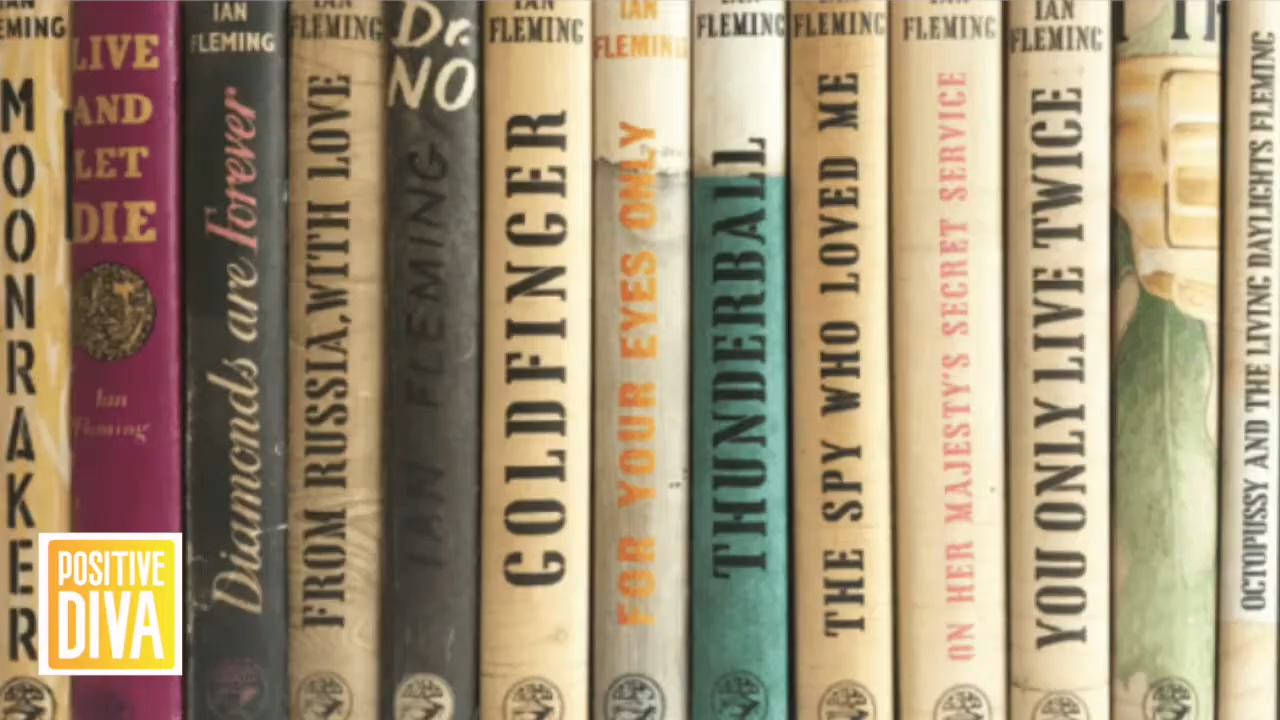 FLEMING
MOONRAKER
LIVE
AND
LET
DIE
Ian
Fleming
IAN
FLEMING
Diamonds are Forever
IAN
FLEMING
FROM RUSSIA, WITH LOVE
Dr.
NO
IAN FLEMING
IAN
FLEMING
GOLDFINGER
IAN
FLEMING
FOR YOUR EYES ONLY
IAN
FLEMING
THUNDERBALL
IAN
FLEMING
THE SPY WHO LOVED ME
IAN
FLEMING
ON HER MAJESTY'S SECRET SERVICE
IAN
FLEMING
YOU ONLY LIVE TWICE
OCTOPUSSY AND THE LIVING DAYLIGHTS FLEMING
POSITIVE
DIVA